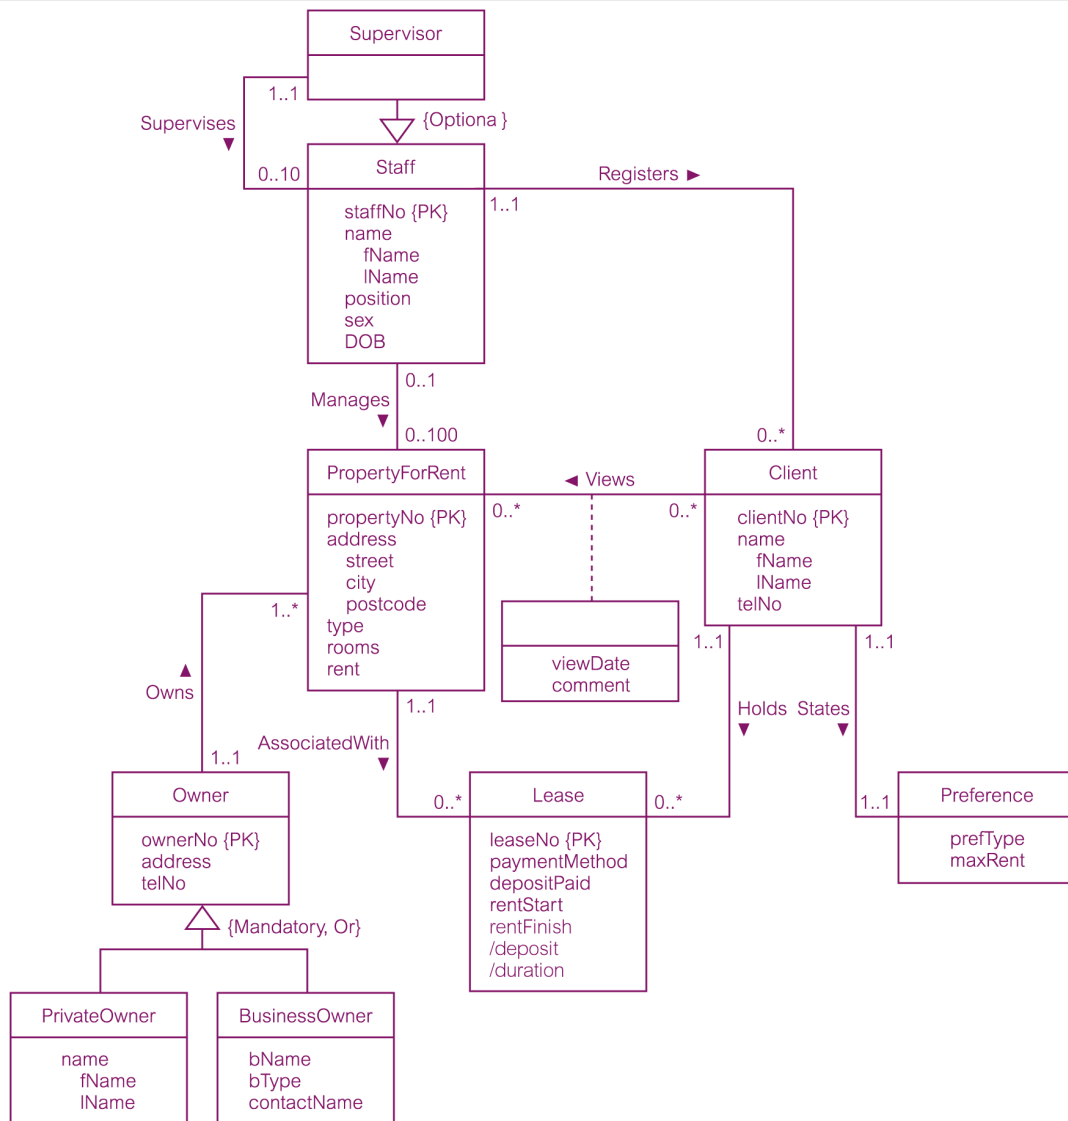 Supervisor
1..1
{Optiona }
Supervises
▼
0..10
Staff
Registers ►
1..1
staffNo {PK}
name
fName
lName
position
sex
DOB
0..1
Manages
▼
0..100
0..*
PropertyForRent
◄ Views
Client
0..*
0..*
propertyNo {PK}
address
street
city
postcode
type
rooms
rent
clientNo {PK}
name
fName
lName
telNo
1..*
viewDate
comment
1..1
1..1
▲
Owns
1..1
Holds
▼
States
▼
AssociatedWith
▼
1..1
0..*
0..*
1..1
Owner
ownerNo {PK}
address
telNo
Lease
leaseNo {PK}
paymentMethod
depositPaid
rentStart
rentFinish
/deposit
/duration
Preference
prefType
maxRent
{Mandatory, Or}
PrivateOwner
name
fName
lName
BusinessOwner
bName
bType
contactName